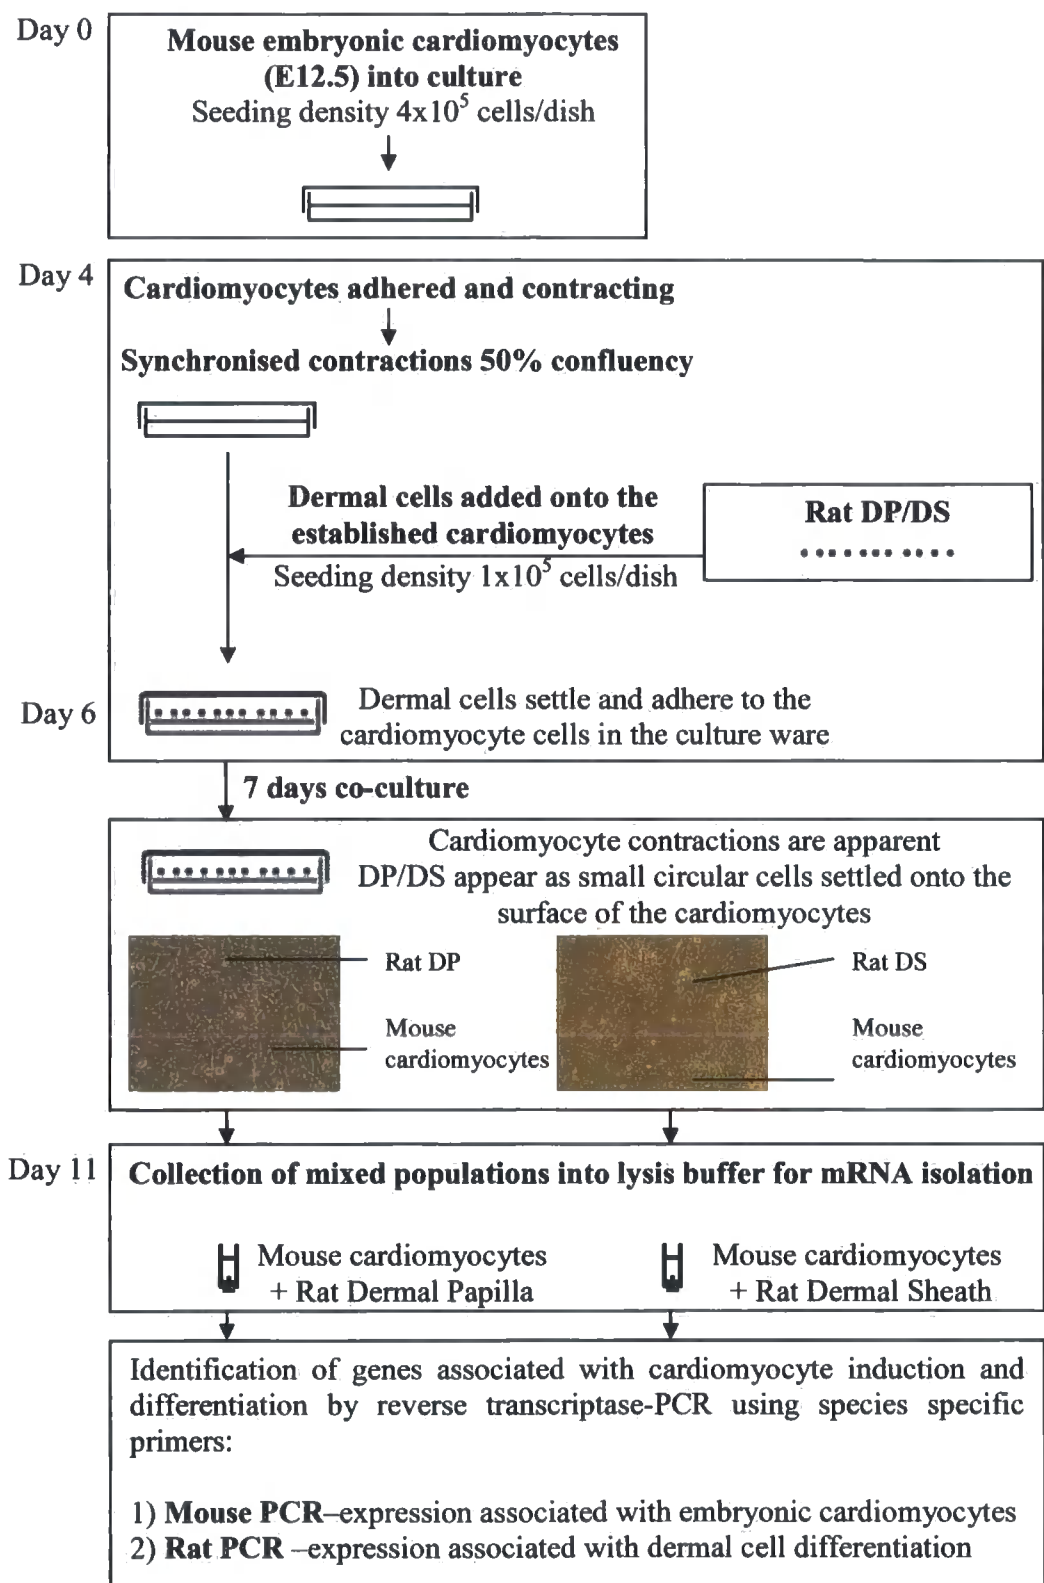 Day 0
Mouse embryonic cardiomyocytes
(E12.5) into culture
Seeding density 4x10⁵ cells/dish
Day 4
Cardiomyocytes adhered and contracting
Synchronised contractions 50% confluency
Dermal cells added onto the
established cardiomyocytes
Seeding density 1x10⁵ cells/dish
Rat DP/DS
Day 6
Dermal cells settle and adhere to the
cardiomyocyte cells in the culture ware
7 days co-culture
Cardiomyocyte contractions are apparent
DP/DS appear as small circular cells settled onto the
surface of the cardiomyocytes
Rat DP
Mouse
cardiomyocytes
Rat DS
Mouse
cardiomyocytes
Day 11
Collection of mixed populations into lysis buffer for mRNA isolation
Mouse cardiomyocytes
+ Rat Dermal Papilla
Mouse cardiomyocytes
+ Rat Dermal Sheath
Identification of genes associated with cardiomyocyte induction and
differentiation by reverse transcriptase-PCR using species specific
primers:
1) Mouse PCR–expression associated with embryonic cardiomyocytes
2) Rat PCR –expression associated with dermal cell differentiation